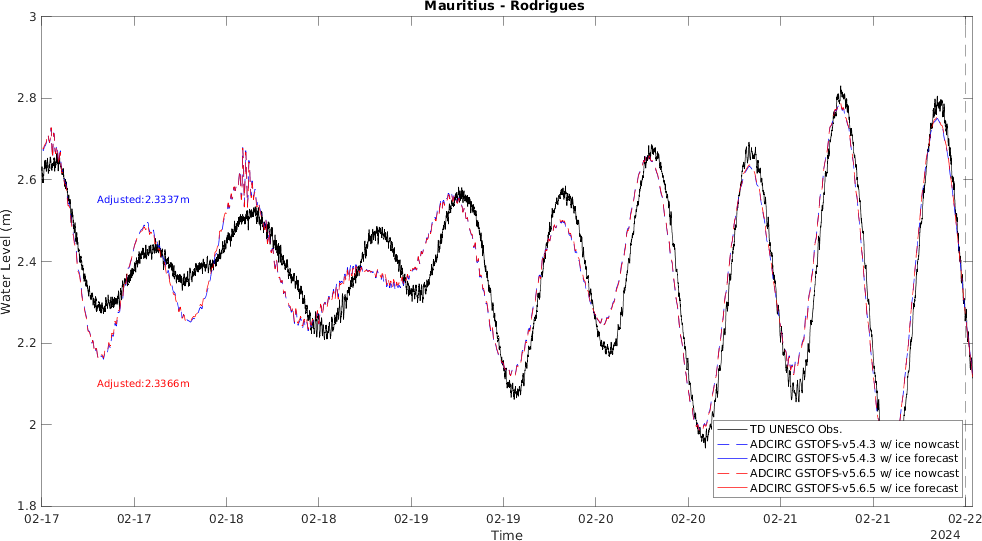 Mauritius - Rodrigues
3
2.8
2.6
2.4
2.2
2
1.8
Water Level (m)
Adjusted:2.3337m
Adjusted:2.3366m
TD UNESCO Obs.
ADCIRC GSTOFS-v5.4.3 w/ ice nowcast
ADCIRC GSTOFS-v5.4.3 w/ ice forecast
ADCIRC GSTOFS-v5.6.5 w/ ice nowcast
ADCIRC GSTOFS-v5.6.5 w/ ice forecast
02-17 02-17 02-18 02-18 02-19 02-19 02-20 02-20 02-21 02-21 02-22
Time
2024